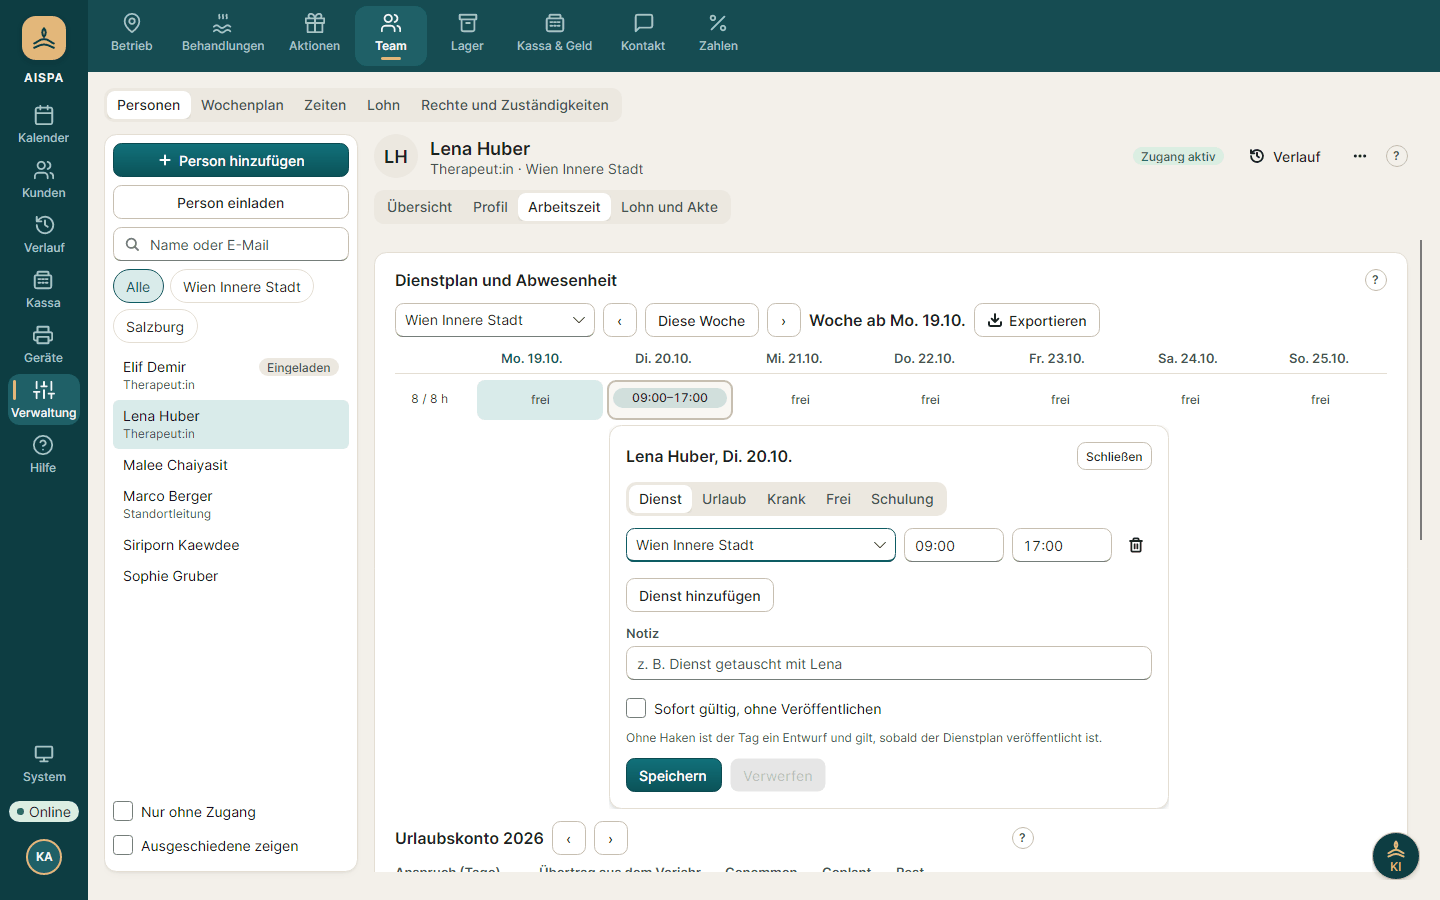 AISPA
Kalender
Kunden
Verlauf
Kassa
Geräte
Verwaltung
Hilfe
System
Online
KA
Betrieb
Behandlungen
Aktionen
Team
Lager
Kassa & Geld
Kontakt
Zahlen
Personen
Wochenplan
Zeiten
Lohn
Rechte und Zuständigkeiten
Person hinzufügen
Person einladen
Name oder E-Mail
Alle
Wien Innere Stadt
Salzburg
Elif Demir
Eingeladen
Therapeut:in
Lena Huber
Therapeut:in
Malee Chaiyasit
Marco Berger
Standortleitung
Siriporn Kaewdee
Sophie Gruber
Nur ohne Zugang
Ausgeschiedene zeigen
LH
Lena Huber
Therapeut:in · Wien Innere Stadt
Zugang aktiv
Verlauf
?
Übersicht
Profil
Arbeitszeit
Lohn und Akte
Dienstplan und Abwesenheit
?
Wien Innere Stadt
‹
Diese Woche
›
Woche ab Mo. 19.10.
Exportieren
Mo. 19.10.
Di. 20.10.
Mi. 21.10.
Do. 22.10.
Fr. 23.10.
Sa. 24.10.
So. 25.10.
8 / 8 h
frei
09:00–17:00
frei
frei
frei
frei
frei
Lena Huber, Di. 20.10.
Schließen
Dienst
Urlaub
Krank
Frei
Schulung
Wien Innere Stadt
09:00
17:00
Dienst hinzufügen
Notiz
z. B. Dienst getauscht mit Lena
Sofort gültig, ohne Veröffentlichen
Ohne Haken ist der Tag ein Entwurf und gilt, sobald der Dienstplan veröffentlicht ist.
Speichern
Verwerfen
Urlaubskonto 2026
‹
›
?
Anspruch (Tage)
Übertrag aus dem Vorjahr
Genommen
Geplant
Rest
KI